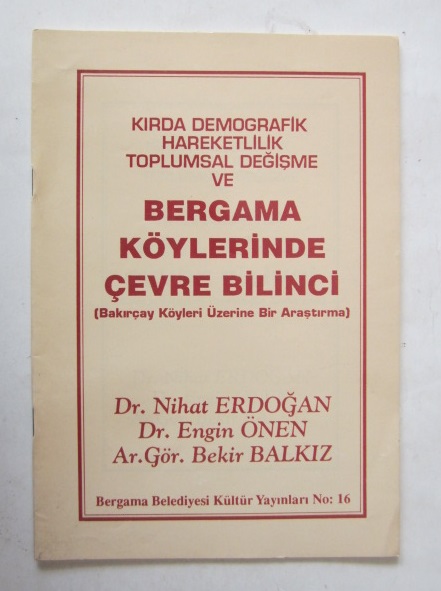 KIRDA DEMOGRAFİK
HAREKETLİLİK
TOPLUMSAL DEĞİŞME
VE
BERGAMA
KÖYLERİNDE
ÇEVRE BİLİNCİ
(Bakırçay Köyleri Üzerine Bir Araştırma)
Dr. Nihat ERDOĞAN
Dr. Engin ÖNEN
Ar.Gör. Bekir BALKIZ
Bergama Belediyesi Kültür Yayınları No: 16